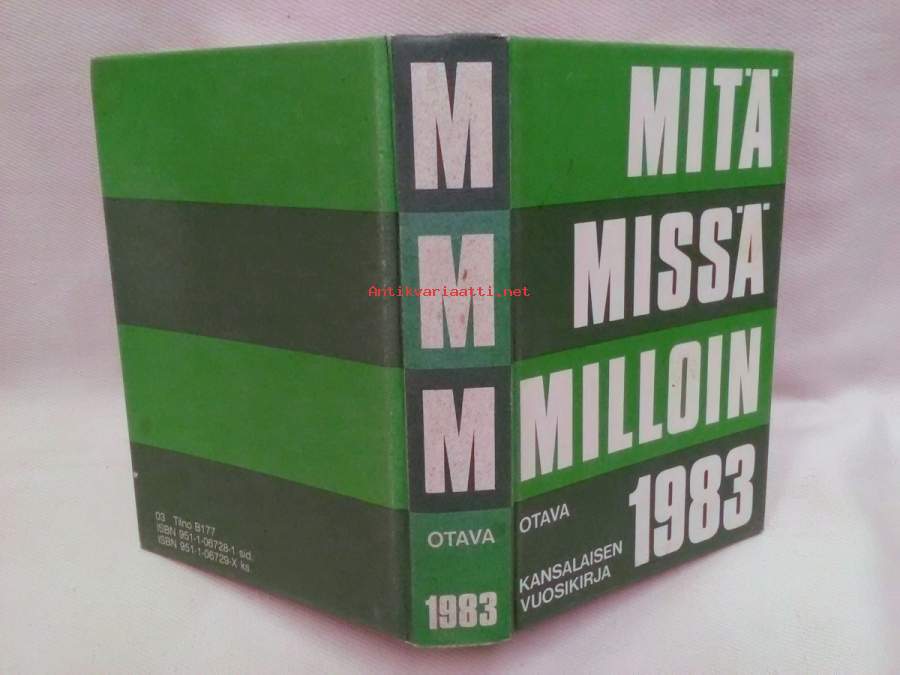 MITÄ
MISSÄ
MILLOIN
1983
OTAVA
KANSALAISEN
VUOSIKIRJA
M
M
M
OTAVA
1983
03 Tilno B177
ISBN 951-1-06728-1 sid.
ISBN 951-1-06729-X ks
Antikvariaatti.net